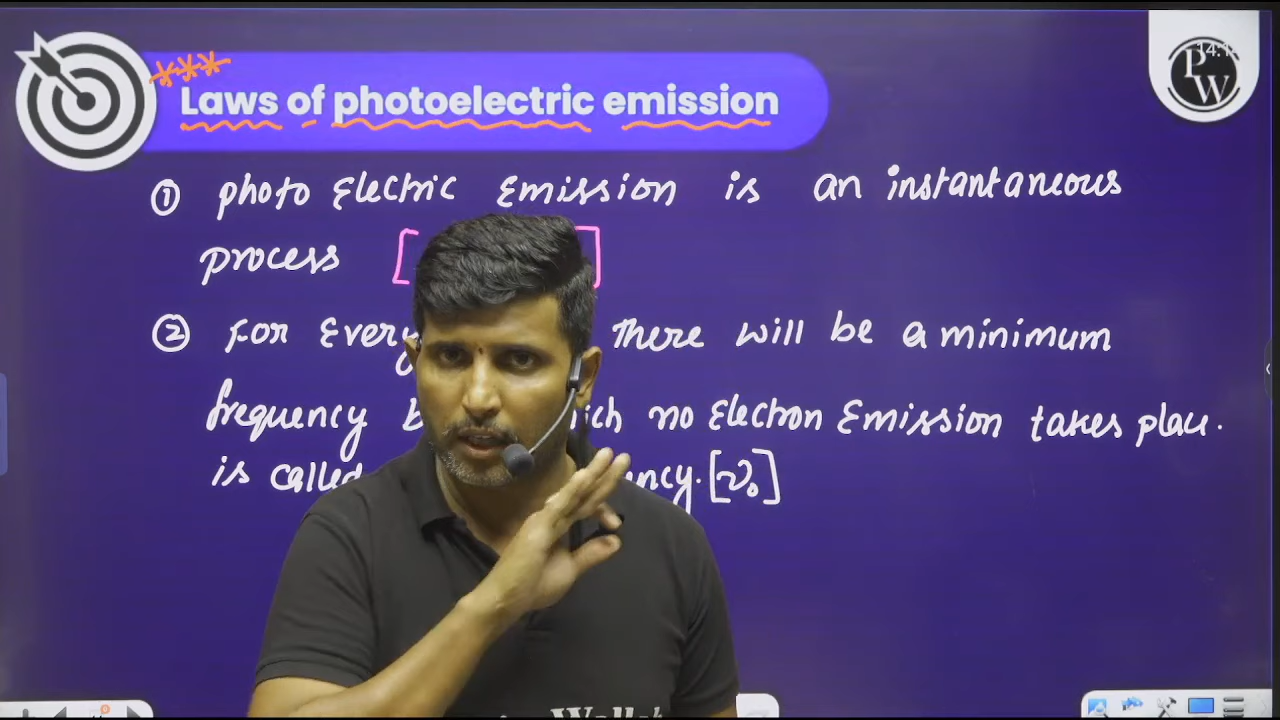 ***
Laws of photoelectric emission
PW
① photo Electric Emission is an instantaneous
process [ ]
② For Every There will be a minimum
frequency no Electron Emission takes place.
is called [ν₀]